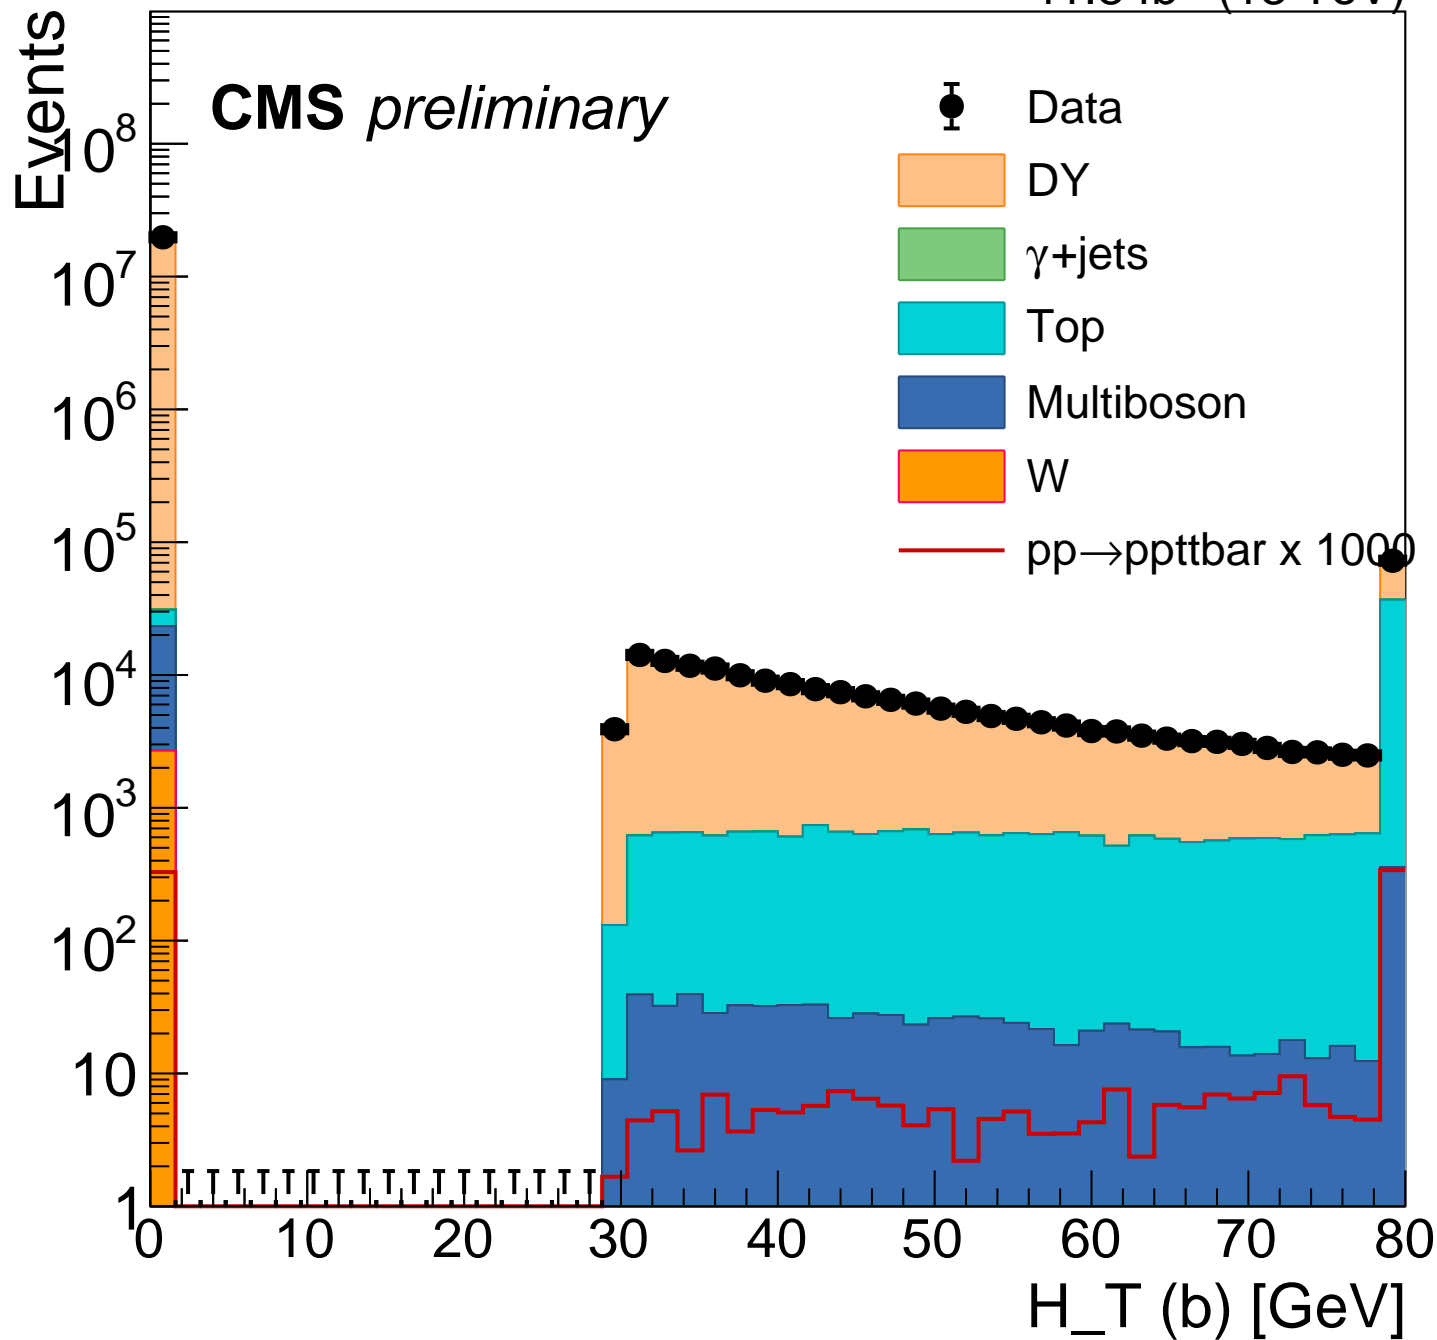 (13 TeV)
CMS preliminary
Events
Data
DY
γ+jets
Top
Multiboson
W
pp→ppttbar x 1000
10^8
10^7
10^6
10^5
10^4
10^3
10^2
10
1
0 10 20 30 40 50 60 70 80
H_T (b) [GeV]